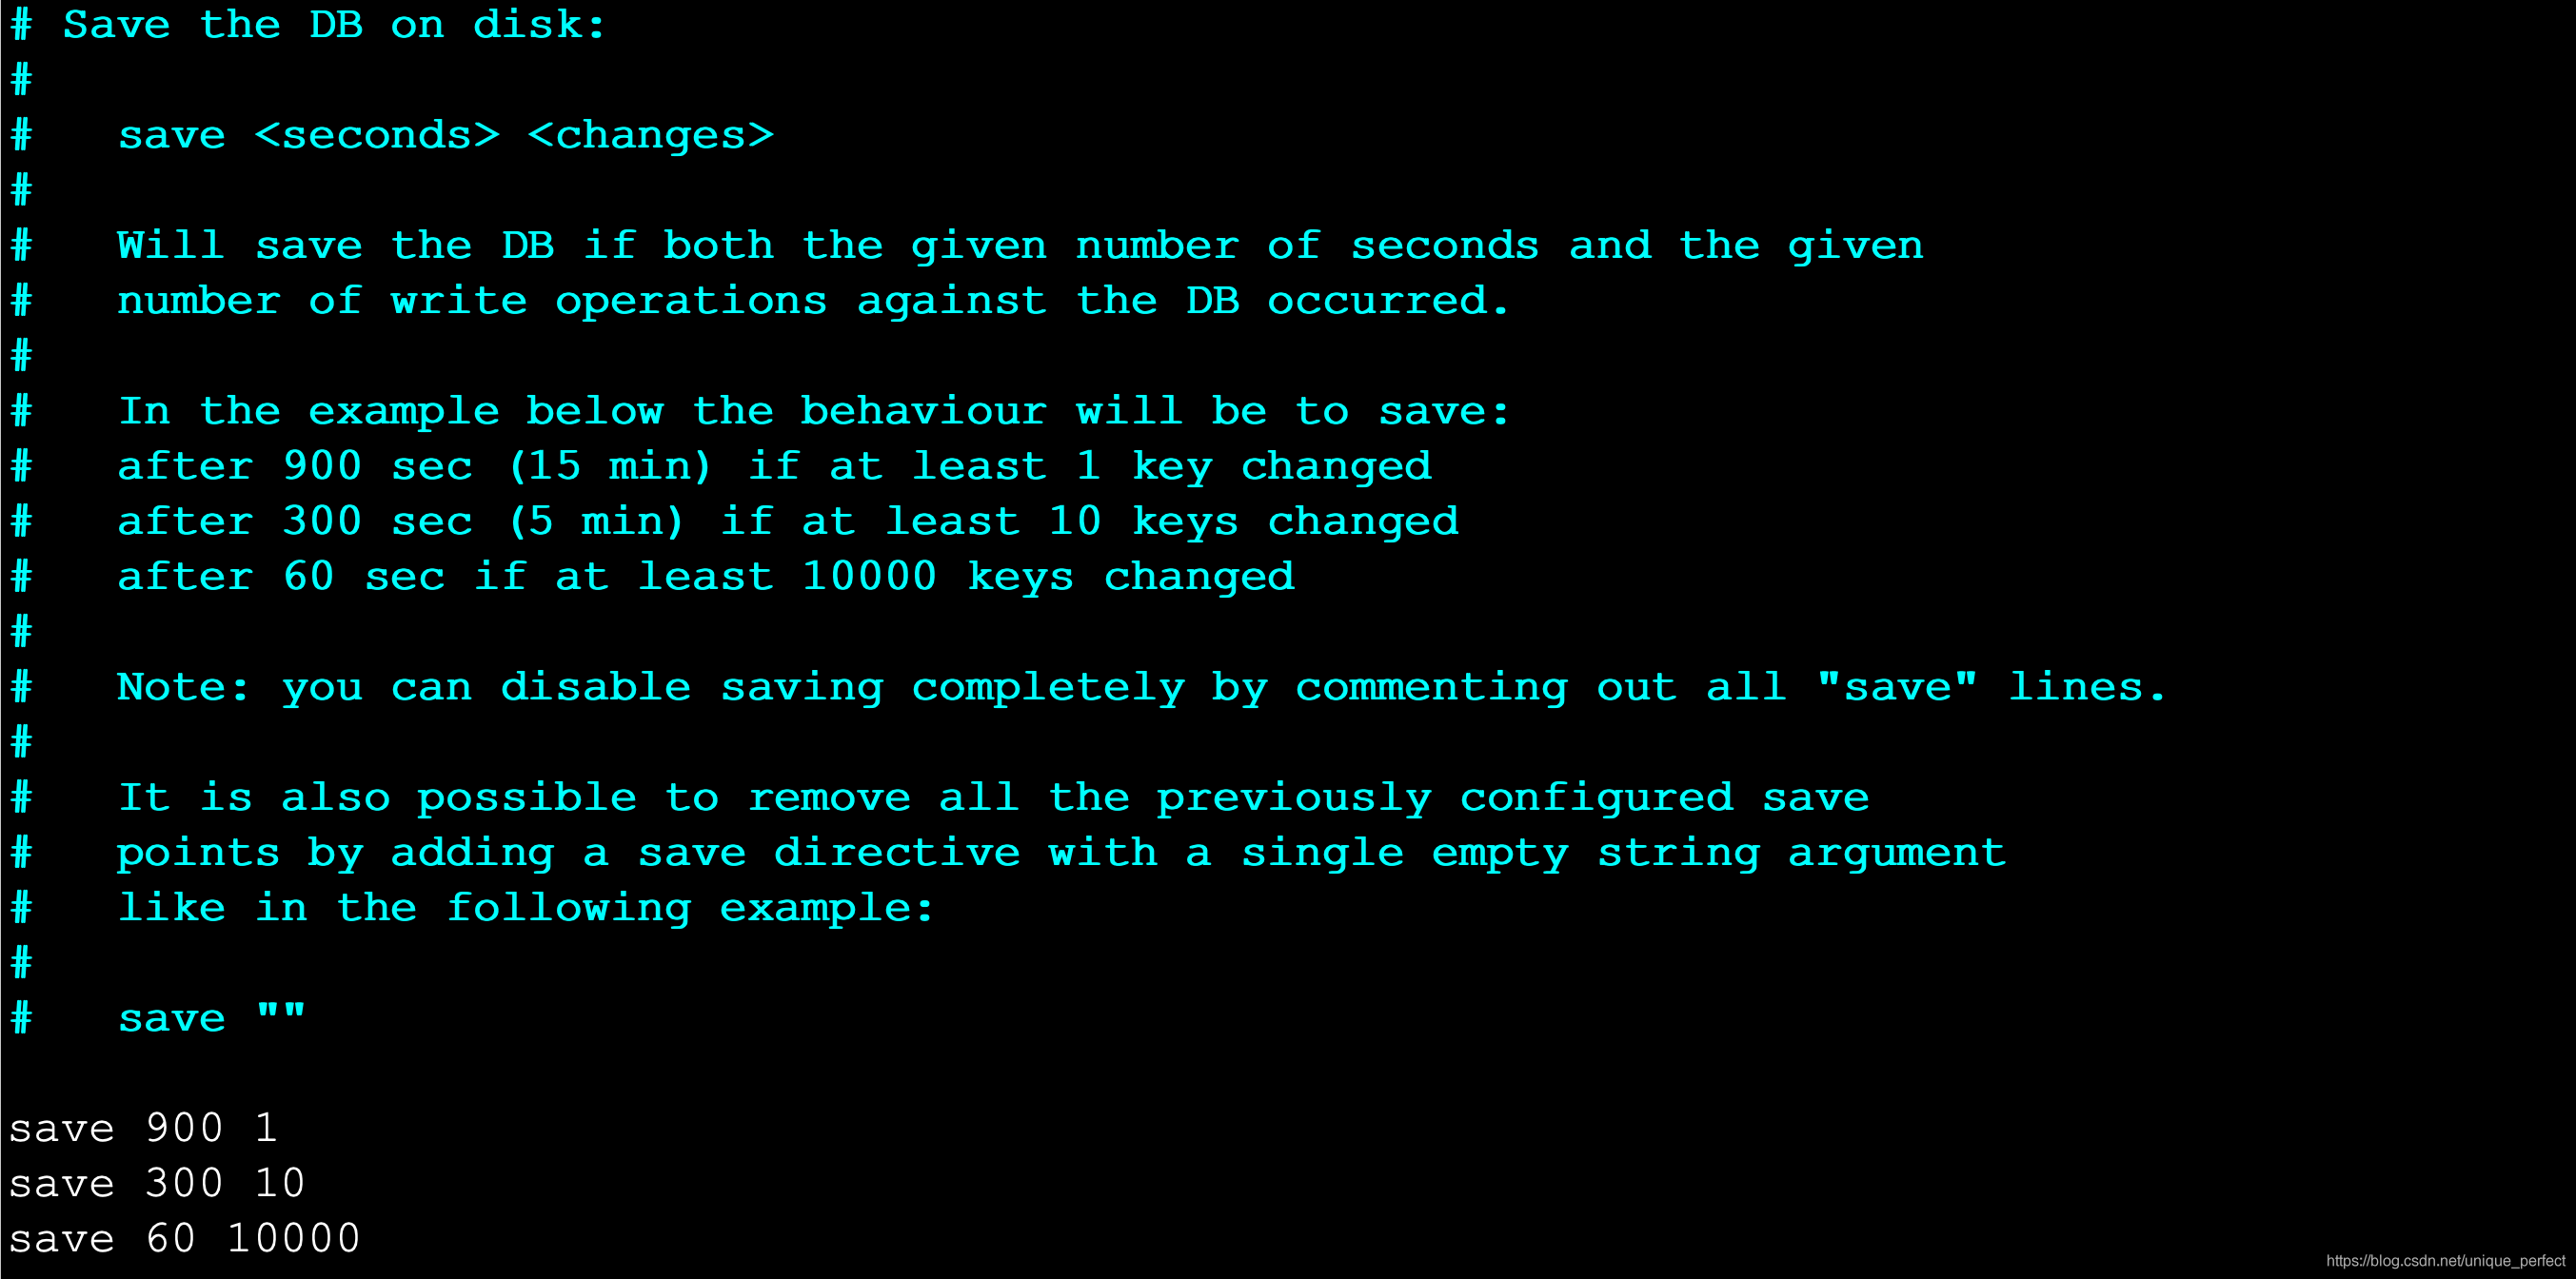 # Save the DB on disk:
#
#   save <seconds> <changes>
#
#   Will save the DB if both the given number of seconds and the given
#   number of write operations against the DB occurred.
#
#   In the example below the behaviour will be to save:
#   after 900 sec (15 min) if at least 1 key changed
#   after 300 sec (5 min) if at least 10 keys changed
#   after 60 sec if at least 10000 keys changed
#
#   Note: you can disable saving completely by commenting out all "save" lines.
#
#   It is also possible to remove all the previously configured save
#   points by adding a save directive with a single empty string argument
#   like in the following example:
#
#   save ""

save 900 1
save 300 10
save 60 10000
https://blog.csdn.net/unique_perfect